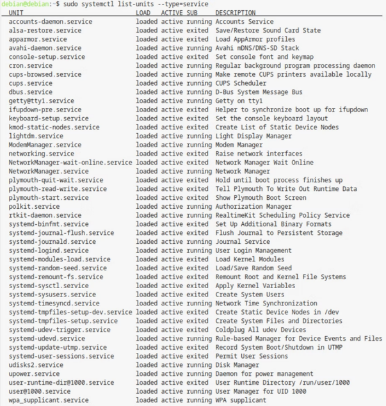 debian@debian:~$ sudo systemctl list-units --type=service
UNIT LOAD ACTIVE SUB DESCRIPTION
accounts-daemon.service loaded active running Accounts Service
alsa-restore.service loaded active exited Save/Restore Sound Card State
apparmor.service loaded active exited Load AppArmor profiles
avahi-daemon.service loaded active running Avahi mDNS/DNS-SD Stack
console-setup.service loaded active exited Set console font and keymap
cron.service loaded active running Regular background program processing daemon
cups-browsed.service loaded active running Make remote CUPS printers available locally
cups.service loaded active running CUPS Scheduler
dbus.service loaded active running D-Bus System Message Bus
getty@tty1.service loaded active running Getty on tty1
ifupdown-pre.service loaded active exited Helper to synchronize boot up for ifupdown
keyboard-setup.service loaded active exited Set the console keyboard layout
kmod-static-nodes.service loaded active exited Create List of Static Device Nodes
lightdm.service loaded active running Light Display Manager
ModemManager.service loaded active running Modem Manager
networking.service loaded active exited Raise network interfaces
NetworkManager-wait-online.service loaded active exited Network Manager Wait Online
NetworkManager.service loaded active running Network Manager
plymouth-quit-wait.service loaded active exited Hold until boot process finishes up
plymouth-read-write.service loaded active exited Tell Plymouth To Write Out Runtime Data
plymouth-start.service loaded active exited Show Plymouth Boot Screen
polkit.service loaded active running Authorization Manager
rtkit-daemon.service loaded active running RealtimeKit Scheduling Policy Service
systemd-binfmt.service loaded active exited Set Up Additional Binary Formats
systemd-journal-flush.service loaded active exited Flush Journal to Persistent Storage
systemd-journald.service loaded active running Journal Service
systemd-logind.service loaded active running User Login Management
systemd-modules-load.service loaded active exited Load Kernel Modules
systemd-random-seed.service loaded active exited Load/Save Random Seed
systemd-remount-fs.service loaded active exited Remount Root and Kernel File Systems
systemd-sysctl.service loaded active exited Apply Kernel Variables
systemd-sysusers.service loaded active exited Create System Users
systemd-timesyncd.service loaded active running Network Time Synchronization
systemd-tmpfiles-setup-dev.service loaded active exited Create Static Device Nodes in /dev
systemd-tmpfiles-setup.service loaded active exited Create System Files and Directories
systemd-udev-trigger.service loaded active exited Coldplug All udev Devices
systemd-udevd.service loaded active running Rule-based Manager for Device Events and Files
systemd-update-utmp.service loaded active exited Record System Boot/Shutdown in UTMP
systemd-user-sessions.service loaded active exited Permit User Sessions
udisks2.service loaded active running Disk Manager
upower.service loaded active running Daemon for power management
user-runtime-dir@1000.service loaded active exited User Runtime Directory /run/user/1000
user@1000.service loaded active running User Manager for UID 1000
wpa_supplicant.service loaded active running WPA supplicant